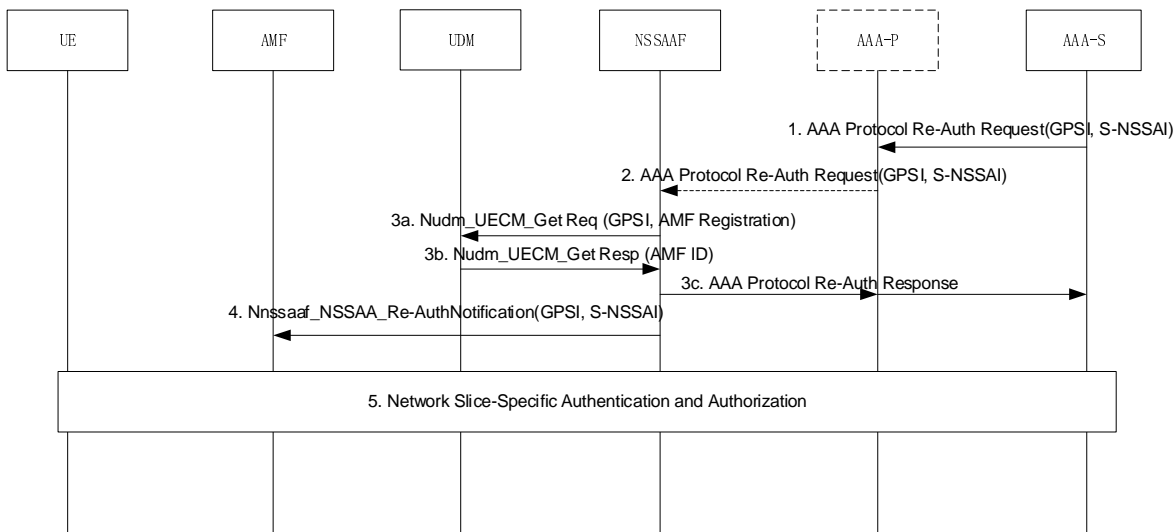 UE AMF UDM NSSAAF AAA-P AAA-S
1. AAA Protocol Re-Auth Request(GPSI, S-NSSAI)
2. AAA Protocol Re-Auth Request(GPSI, S-NSSAI)
3a. Nudm_UECM_Get Req (GPSI, AMF Registration)
3b. Nudm_UECM_Get Resp (AMF ID)
3c. AAA Protocol Re-Auth Response
4. Nnssaaf_NSSAA_Re-AuthNotification(GPSI, S-NSSAI)
5. Network Slice-Specific Authentication and Authorization